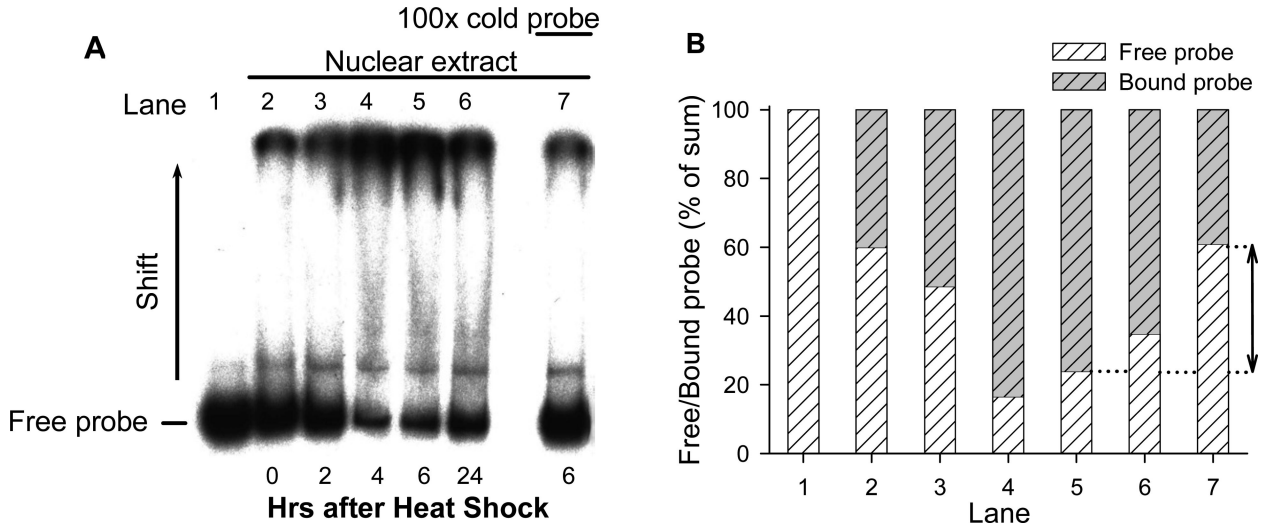 A
100x cold probe
Nuclear extract
Lane 1 2 3 4 5 6 7
Shift
Free probe
0 2 4 6 24 6
Hrs after Heat Shock
B
Free probe
Bound probe
Free/Bound probe (% of sum)
100
80
60
40
20
0
1 2 3 4 5 6 7
Lane